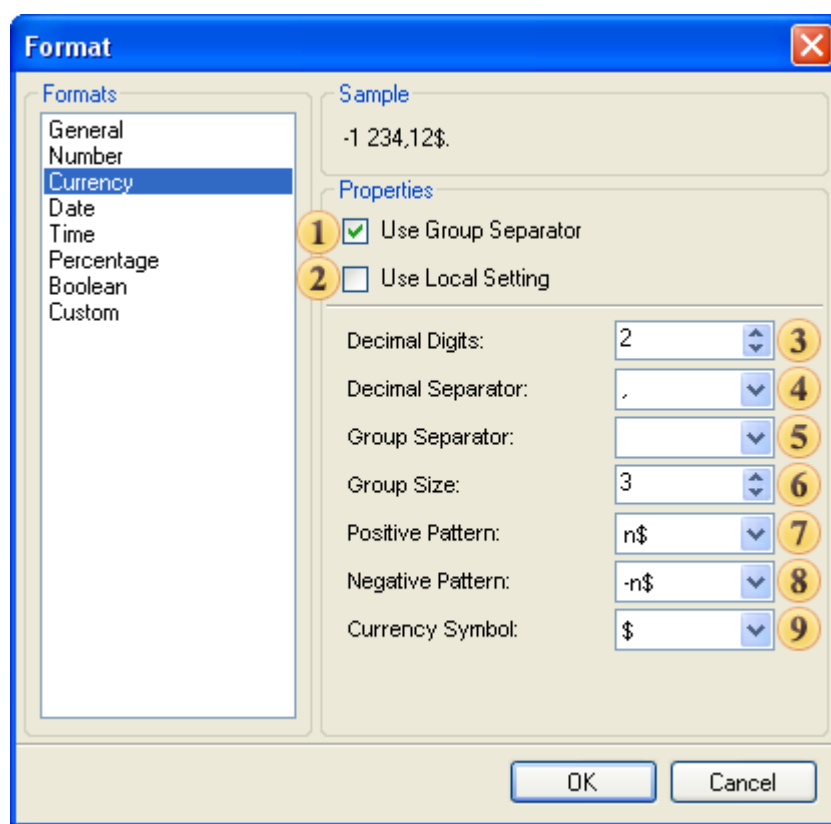 Format
Formats
General
Number
Currency
Date
Time
Percentage
Boolean
Custom
Sample
-1 234,12$.
Properties
1 Use Group Separator
2 Use Local Setting
Decimal Digits: 2 3
Decimal Separator: , 4
Group Separator: 5
Group Size: 3 6
Positive Pattern: n$ 7
Negative Pattern: -n$ 8
Currency Symbol: $ 9
OK Cancel